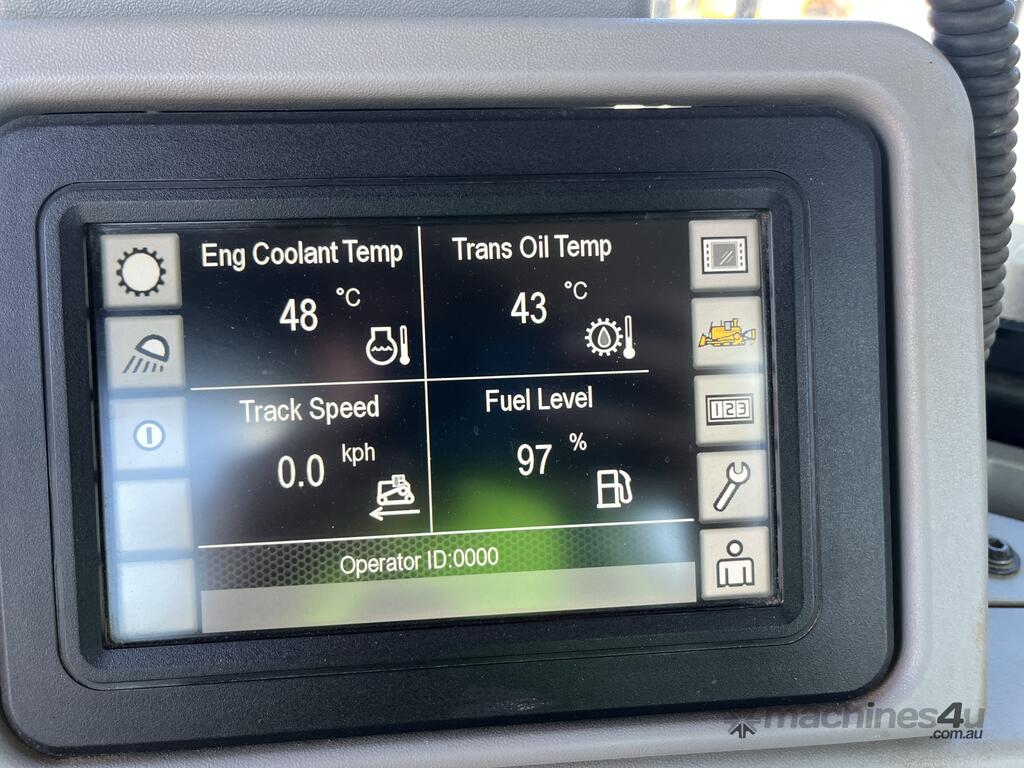 Eng Coolant Temp
48 °C
Trans Oil Temp
43 °C
Track Speed
0.0 kph
Fuel Level
97 %
Operator ID:0000
123
machines4u
.com.au